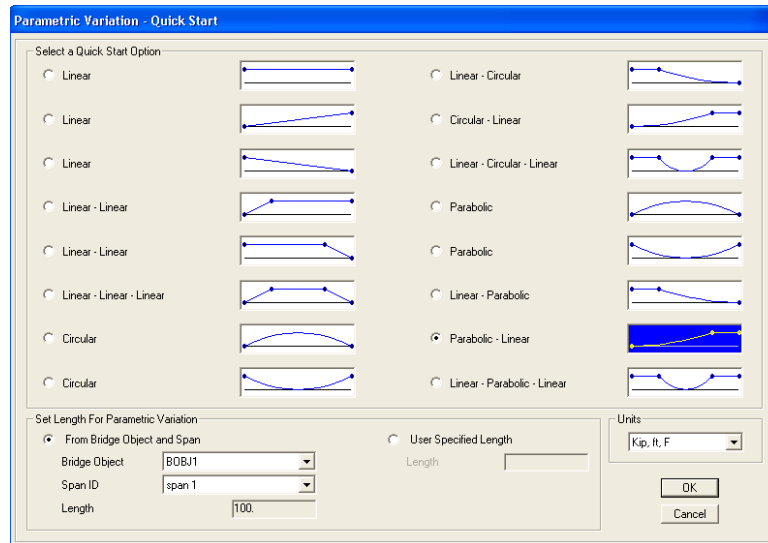 Parametric Variation - Quick Start
Select a Quick Start Option
Linear
Linear - Circular
Linear
Circular - Linear
Linear
Linear - Circular - Linear
Linear - Linear
Parabolic
Linear - Linear
Parabolic
Linear - Linear - Linear
Linear - Parabolic
Circular
Parabolic - Linear
Circular
Linear - Parabolic - Linear
Set Length For Parametric Variation
From Bridge Object and Span
User Specified Length
Bridge Object BOBJ1
Length
Span ID span 1
Length 100.
Units
Kip, ft, F
OK
Cancel